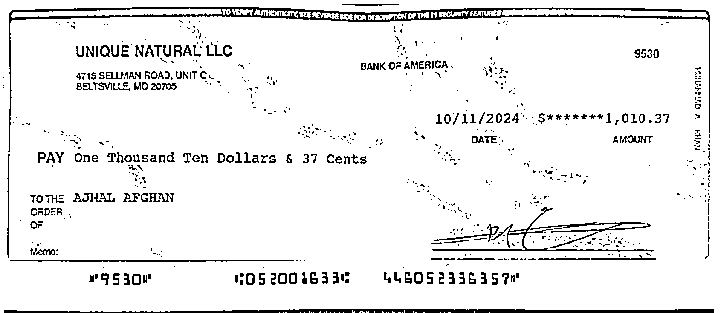 TO VERIFY AUTHENTICITY, SEE REVERSE SIDE FOR DESCRIPTION OF THE 11 SECURITY FEATURES
UNIQUE NATURAL LLC
4715 SELLMAN ROAD, UNIT C
BELTSVILLE, MD 20705
BANK OF AMERICA
9530
10/11/2024 $*******1,010.37
DATE AMOUNT
PAY One Thousand Ten Dollars & 37 Cents
TO THE AJMAL AFGHAN
ORDER
OF
Memo:
⑈9530⑈ ⑆052001633⑆ 446052336357⑈